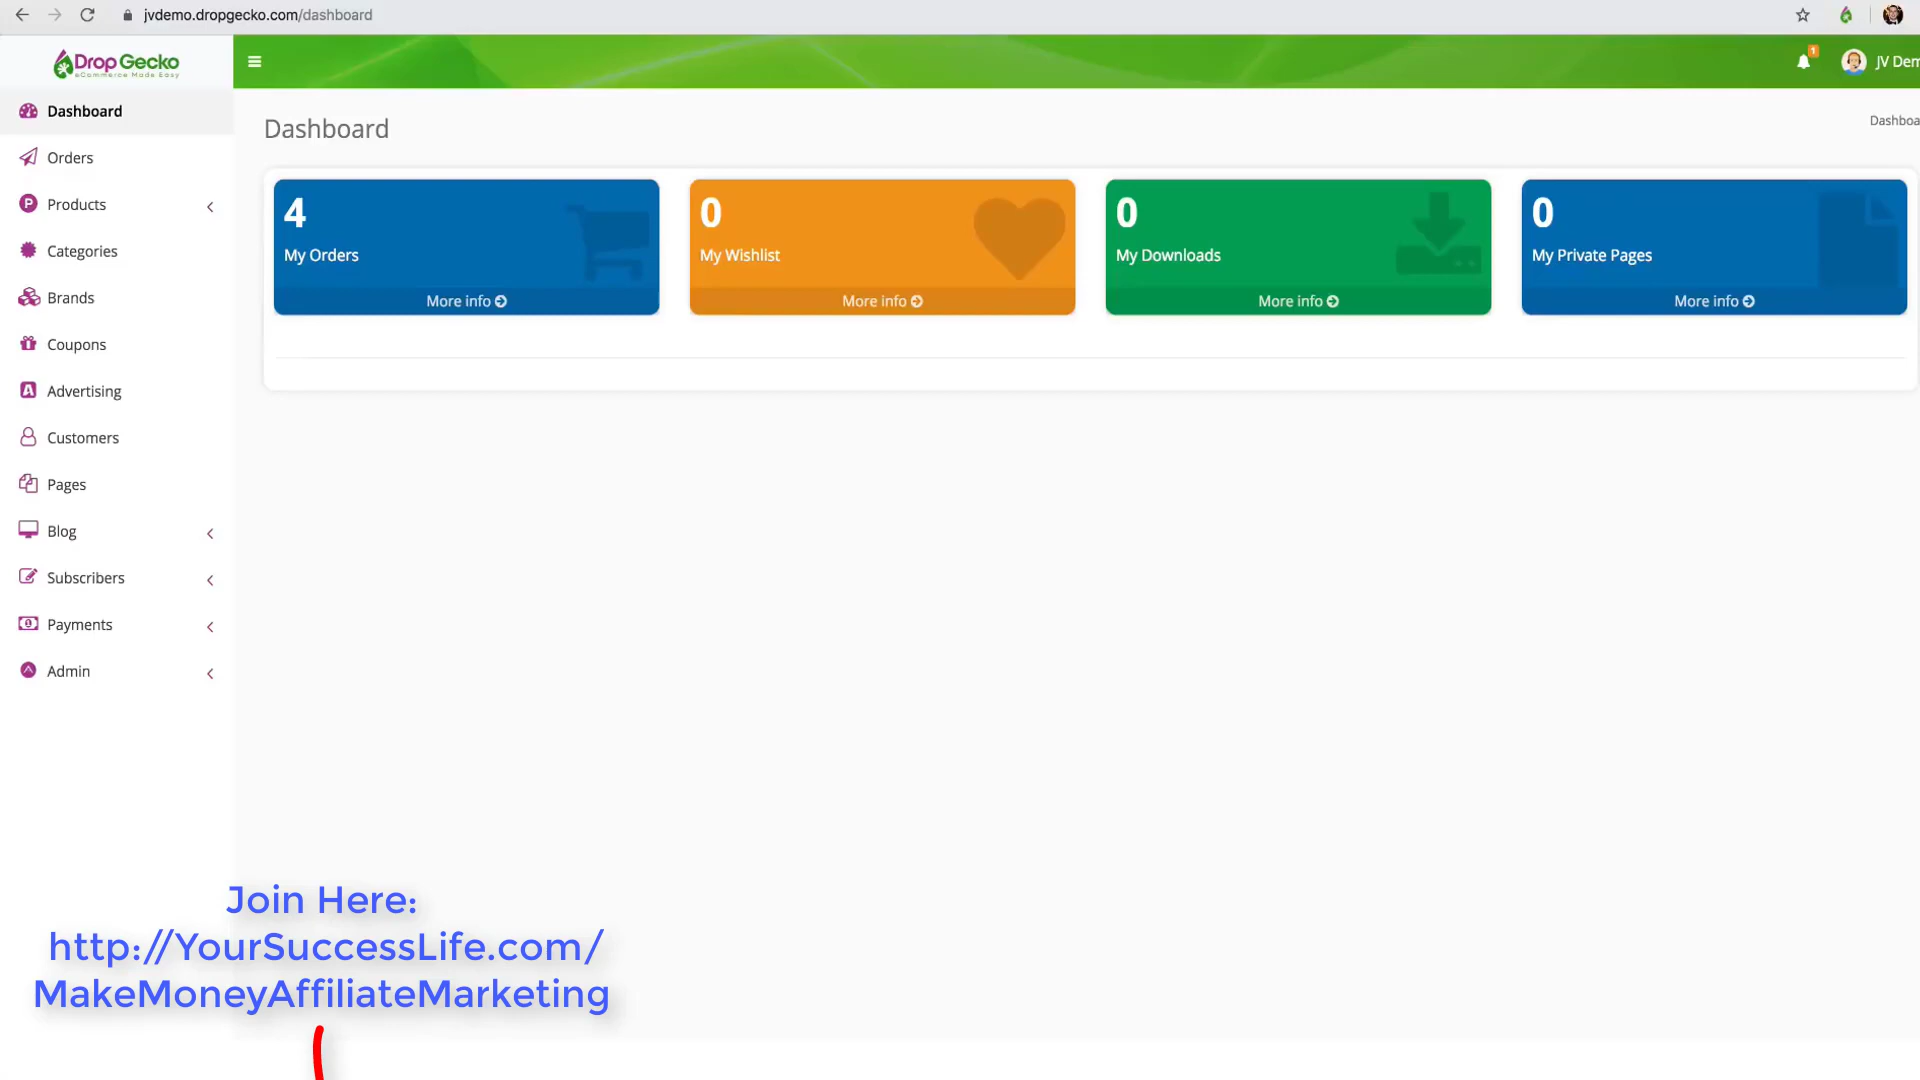 jvdemo.dropgecko.com/dashboard
Drop Gecko
eCommerce Made Easy
1
JV Dem
Dashboard
Orders
Products
Categories
Brands
Coupons
Advertising
Customers
Pages
Blog
Subscribers
Payments
Admin
Dashboard
Dashboa
4
My Orders
More info
0
My Wishlist
More info
0
My Downloads
More info
0
My Private Pages
More info
Join Here:
http://YourSuccessLife.com/
MakeMoneyAffiliateMarketing